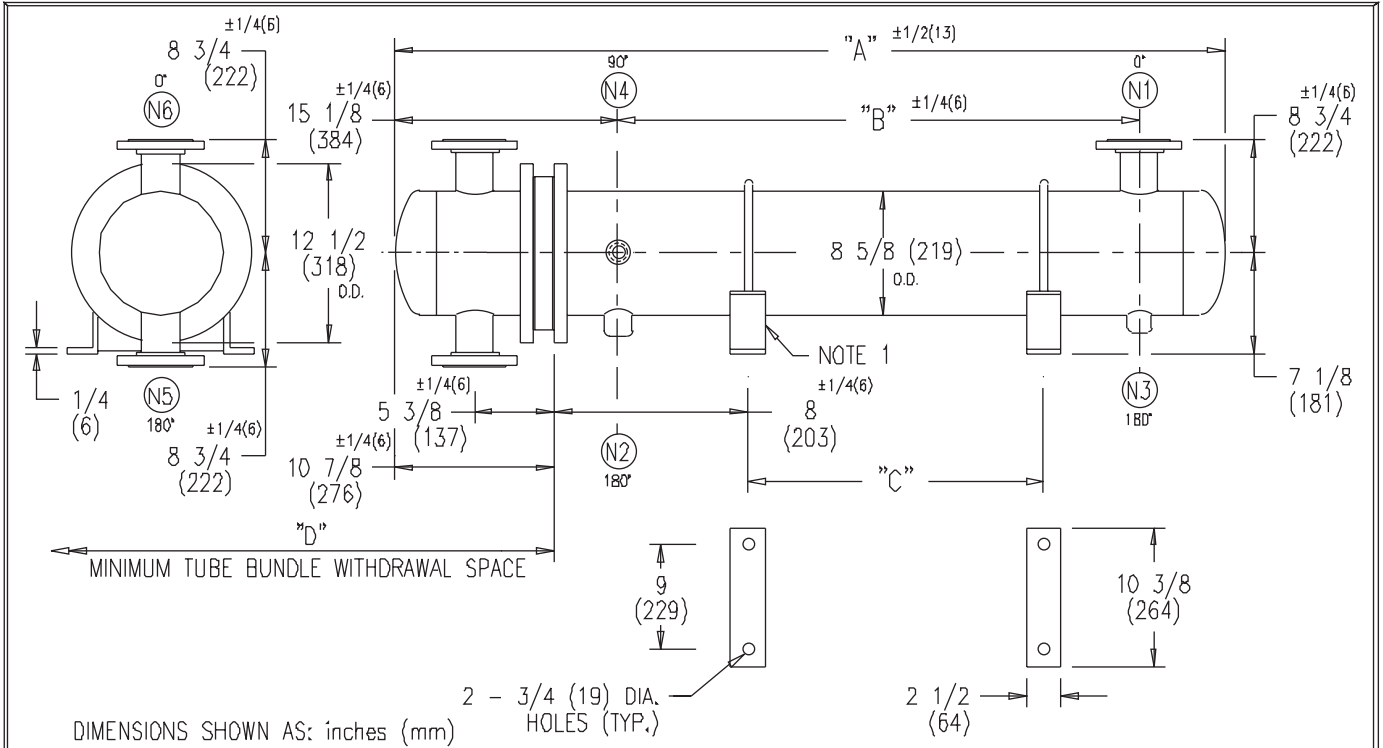 ±1/4(6)
8 3/4
(222)
0°
N6
"A" ±1/2(13)
90°
N4
0°
N1
±1/4(6)
15 1/8
(384)
"B" ±1/4(6)
±1/4(6)
8 3/4
(222)
12 1/2
(318)
O.D.
8 5/8 (219)
O.D.
NOTE 1
1/4
(6)
N5
180°
±1/4(6)
8 3/4
(222)
±1/4(6)
5 3/8
(137)
±1/4(6)
8
(203)
N3
180°
7 1/8
(181)
±1/4(6)
10 7/8
(276)
N2
180°
"C"
"D"
MINIMUM TUBE BUNDLE WITHDRAWAL SPACE
9
(229)
10 3/8
(264)
2 - 3/4 (19) DIA.
HOLES (TYP.)
2 1/2
(64)
DIMENSIONS SHOWN AS: inches (mm)